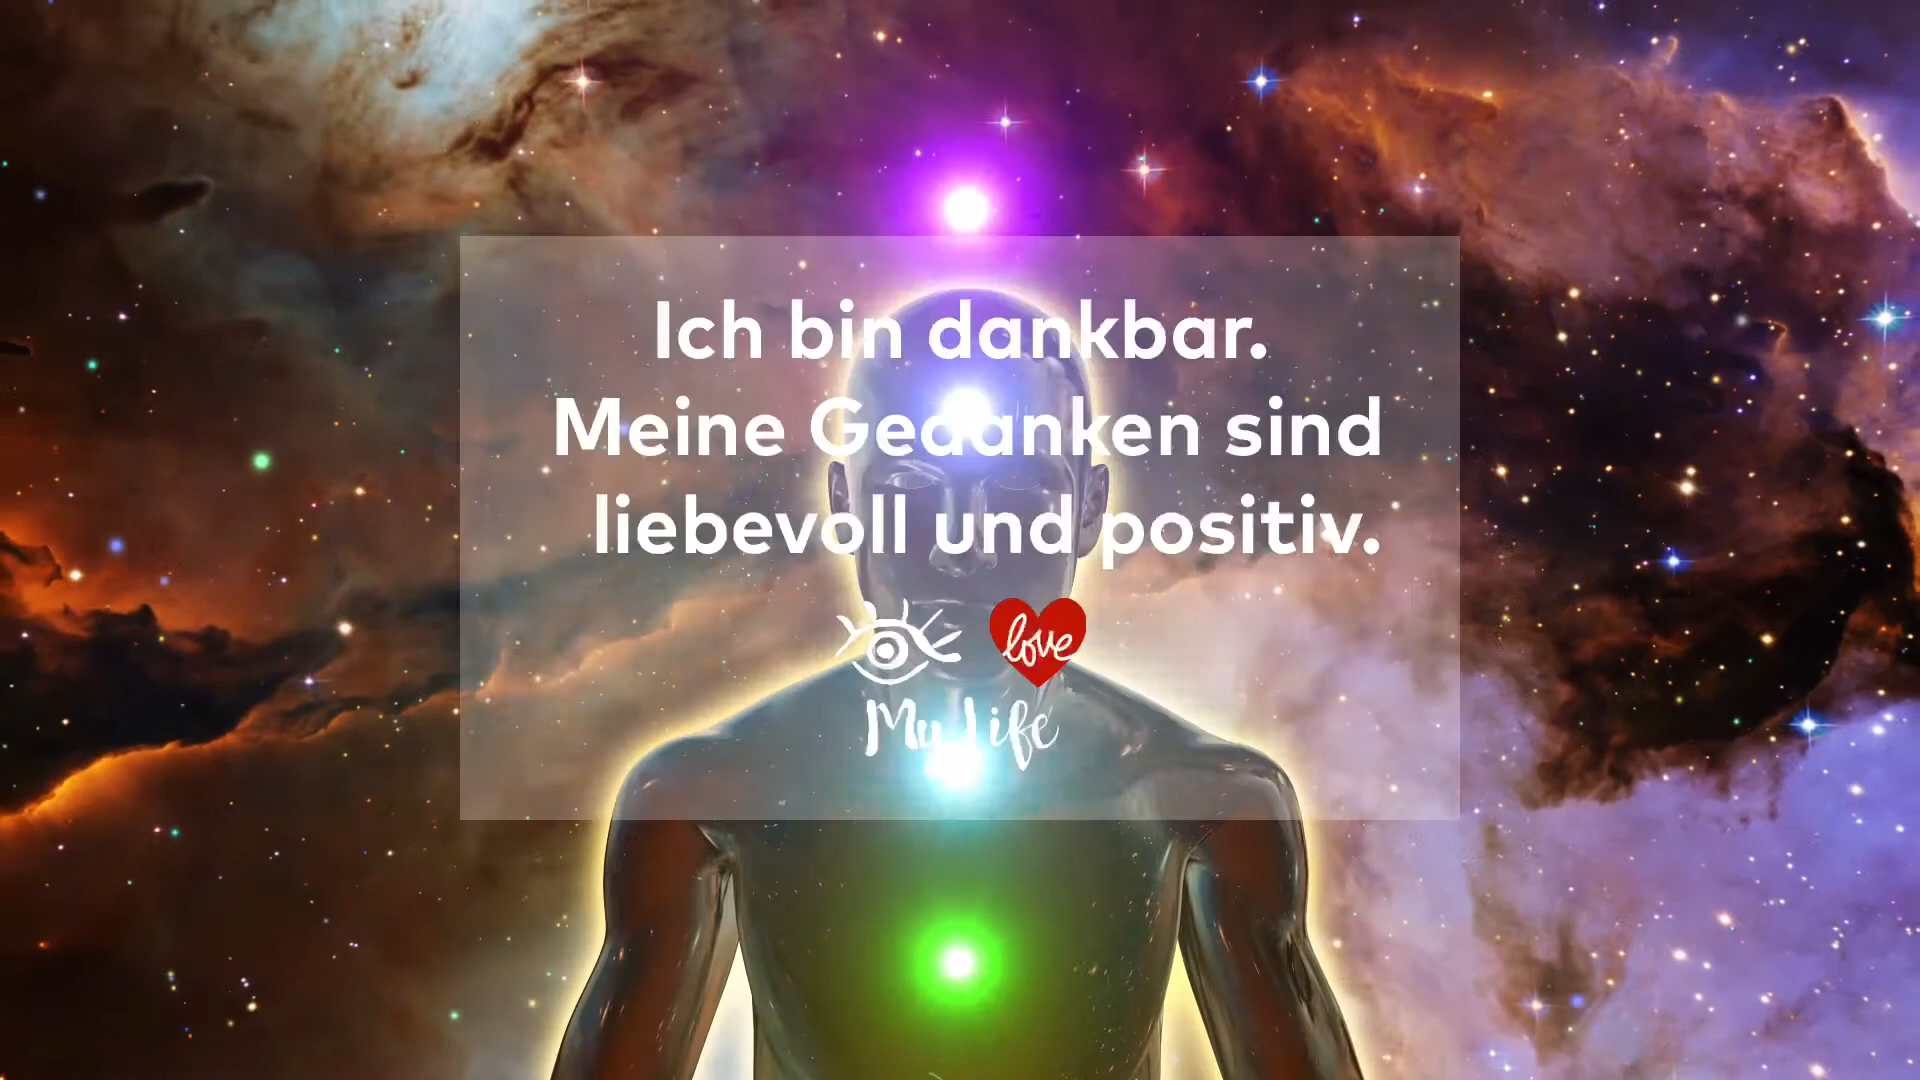 Ich bin dankbar.
Meine Gedanken sind
liebevoll und positiv.
love
My Life